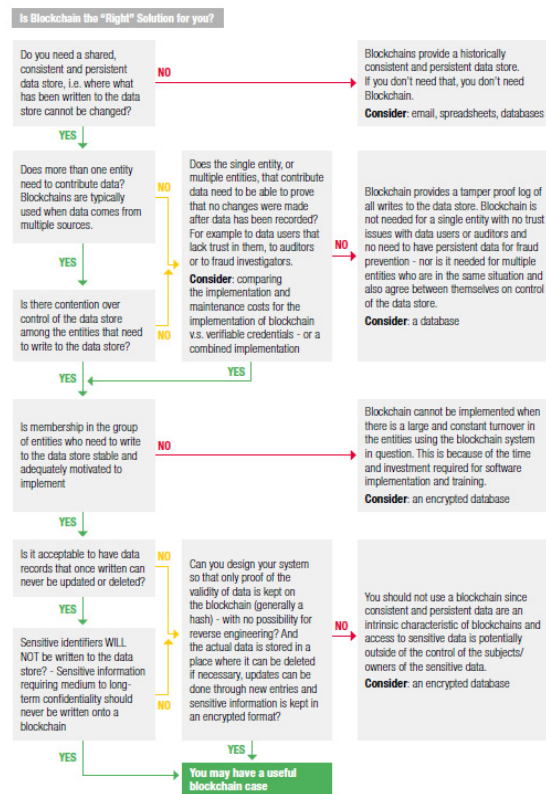 Is Blockchain the "Right" Solution for you?
Do you need a shared,
consistent and persistent
data store, i.e. where what
has been written to the data
store cannot be changed?
NO
Blockchains provide a historically
consistent and persistent data store.
If you don't need that, you don't need
Blockchain.
Consider: email, spreadsheets, databases
YES
Does more than one entity
need to contribute data?
Blockchains are typically
used when data comes from
multiple sources.
NO
YES
Is there contention over
control of the data store
among the entities that need
to write to the data store?
NO
Does the single entity, or
multiple entities, that contribute
data need to be able to prove
that no changes were made
after data has been recorded?
For example to data users that
lack trust in them, to auditors
or to fraud investigators.
Consider: comparing
the implementation and
maintenance costs for the
implementation of blockchain
v.s. verifiable credentials - or a
combined implementation
NO
Blockchain provides a tamper proof log of
all writes to the data store. Blockchain is
not needed for a single entity with no trust
issues with data users or auditors and
no need to have persistent data for fraud
prevention - nor is it needed for multiple
entities who are in the same situation and
also agree between themselves on control
of the data store.
Consider: a database
YES
YES
Is membership in the group
of entities who need to write
to the data store stable and
adequately motivated to
implement
NO
Blockchain cannot be implemented when
there is a large and constant turnover in
the entities using the blockchain system
in question. This is because of the time
and investment required for software
implementation and training.
Consider: an encrypted database
YES
Is it acceptable to have data
records that once written can
never be updated or deleted?
NO
YES
Sensitive identifiers WILL
NOT be written to the data
store? - Sensitive information
requiring medium to long-
term confidentiality should
never be written onto a
blockchain
NO
Can you design your system
so that only proof of the
validity of data is kept on
the blockchain (generally a
hash) - with no possibility for
reverse engineering? And
the actual data is stored in a
place where it can be deleted
if necessary, updates can be
done through new entries and
sensitive information is kept in
an encrypted format?
NO
You should not use a blockchain since
consistent and persistent data are an
intrinsic characteristic of blockchains and
access to sensitive data is potentially
outside of the control of the subjects/
owners of the sensitive data.
Consider: an encrypted database
YES
YES
You may have a useful
blockchain case